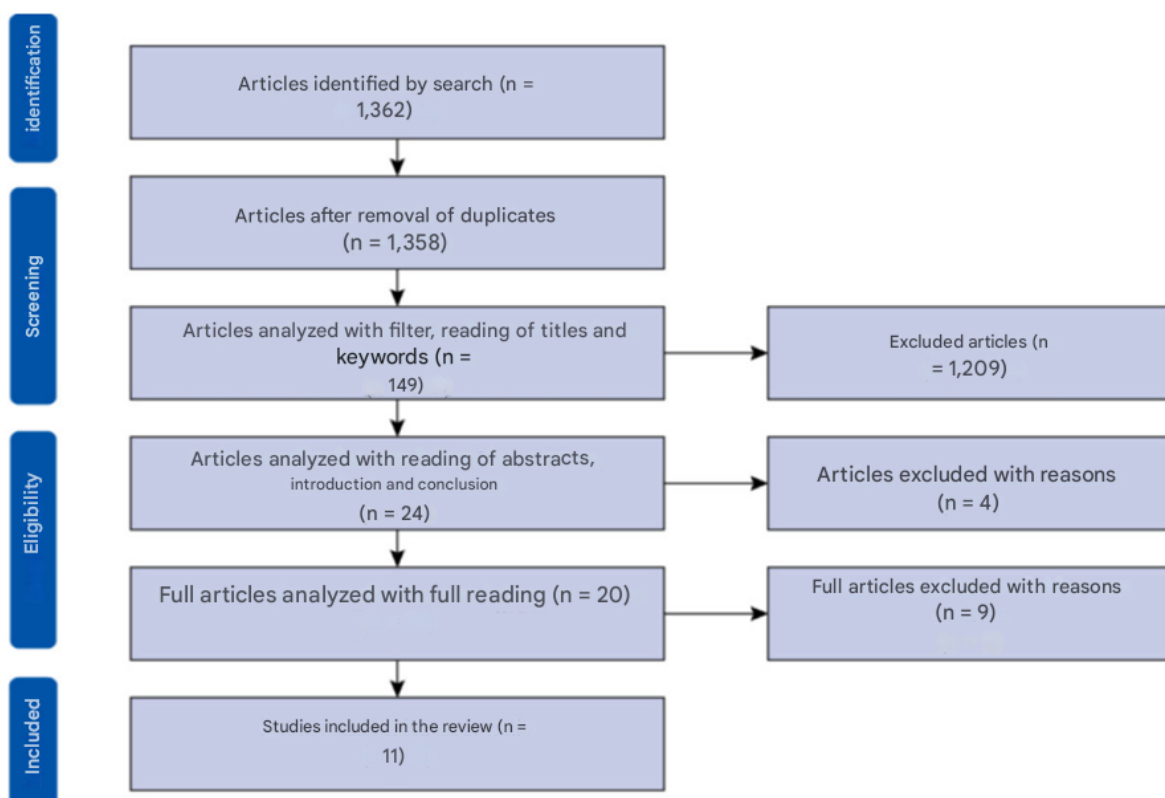 identification
Articles identified by search (n =
1,362)
Screening
Articles after removal of duplicates
(n = 1,358)
Articles analyzed with filter, reading of titles and
keywords (n =
149)
Excluded articles (n
= 1,209)
Eligibility
Articles analyzed with reading of abstracts,
introduction and conclusion
(n = 24)
Articles excluded with reasons
(n = 4)
Full articles analyzed with full reading (n = 20)
Full articles excluded with reasons
(n = 9)
Included
Studies included in the review (n =
11)